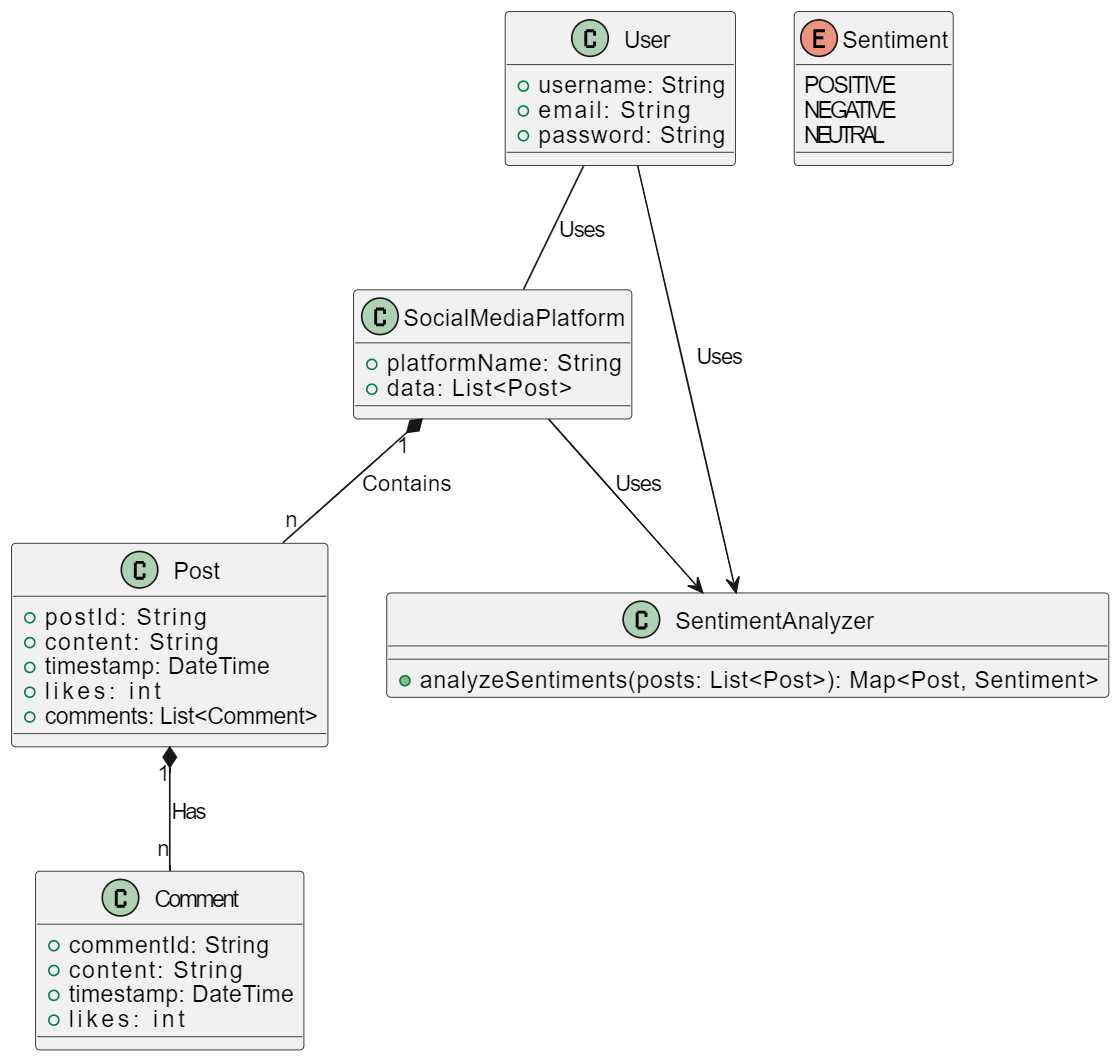 C User
username: String
email: String
password: String
E Sentiment
POSITIVE
NEGATIVE
NEUTRAL
Uses
C SocialMediaPlatform
platformName: String
data: List<Post>
Uses
1
Contains
Uses
n
C Post
postId: String
content: String
timestamp: DateTime
likes: int
comments: List<Comment>
C SentimentAnalyzer
analyzeSentiments(posts: List<Post>): Map<Post, Sentiment>
1
Has
n
C Comment
commentId: String
content: String
timestamp: DateTime
likes: int